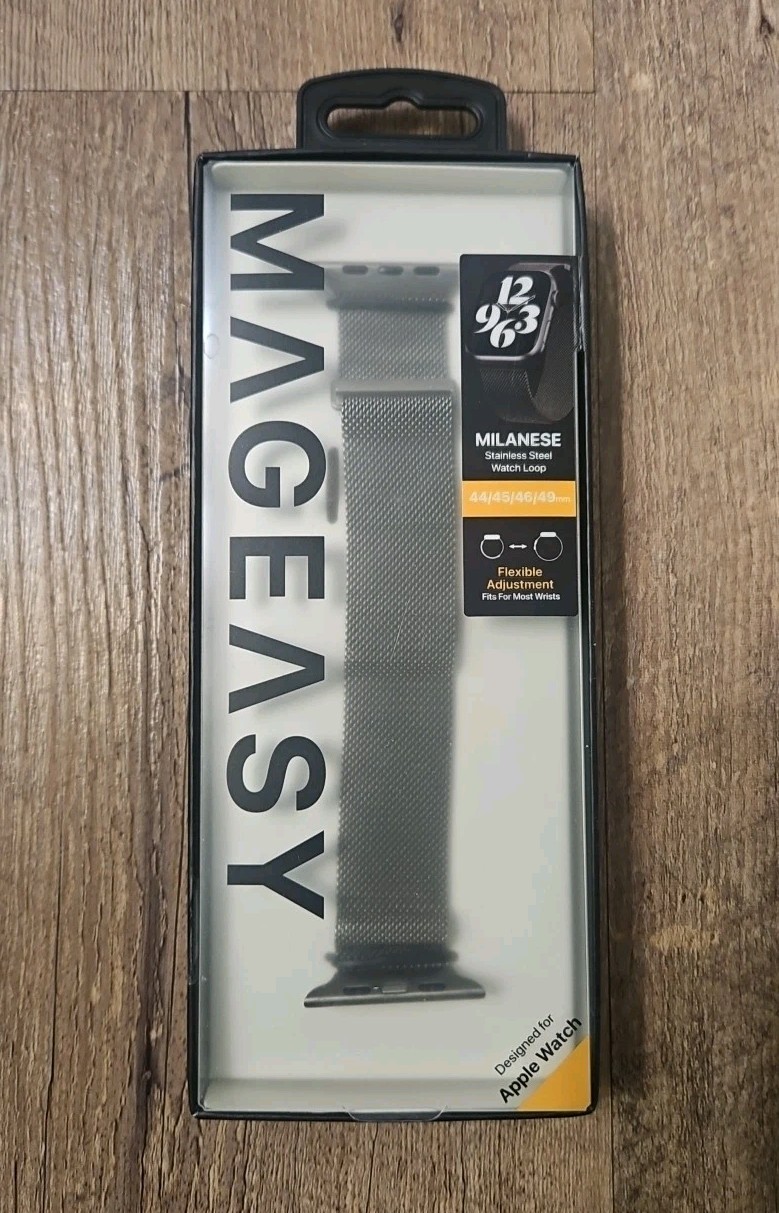 MAGEASY
12
9 3
6
MILANESE
Stainless Steel
Watch Loop
44/45/46/49mm
Flexible
Adjustment
Fits For Most Wrists
Designed for
Apple Watch